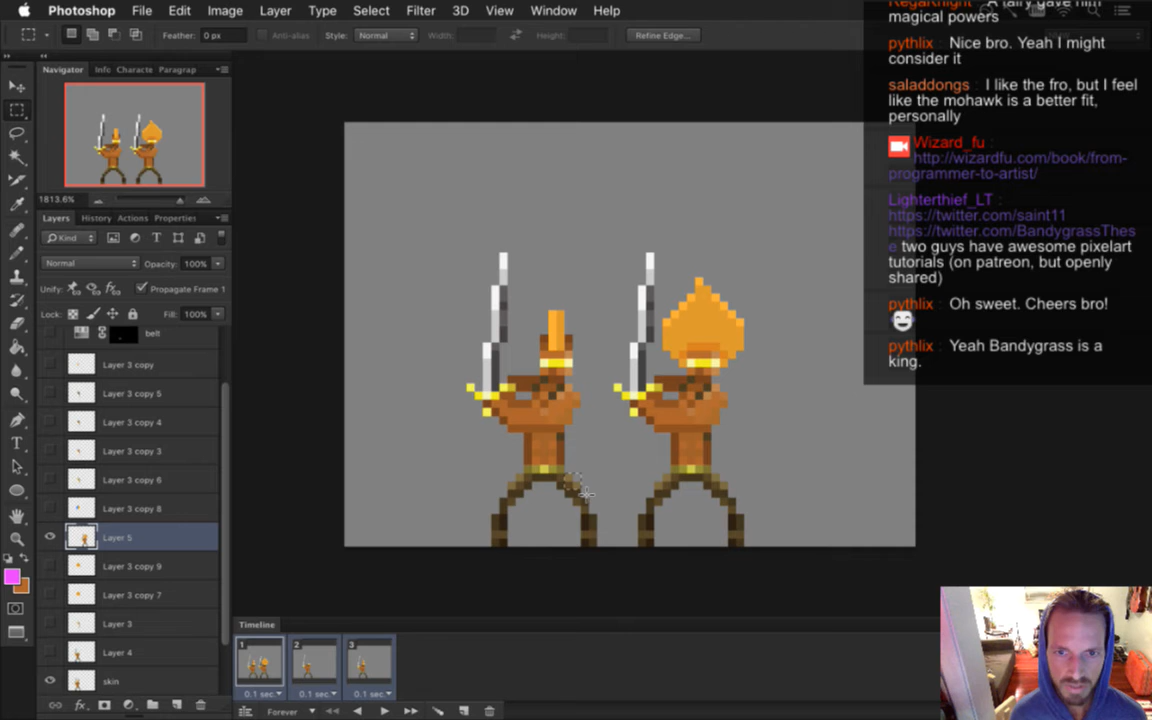 Photoshop File Edit Image Layer Type Select Filter 3D View Window Help
Feather: 0 px Anti-alias Style: Normal Width: Height: Refine Edge...
Navigator Info Characte Paragrap
1813.6%
Layers History Actions Properties
Kind
Normal Opacity: 100%
Unify: Propagate Frame 1
Lock: Fill: 100%
belt
Layer 3 copy
Layer 3 copy 5
Layer 3 copy 4
Layer 3 copy 3
Layer 3 copy 6
Layer 3 copy 8
Layer 5
Layer 3 copy 9
Layer 3 copy 7
Layer 3
Layer 4
skin
Timeline
1 2 3
0.1 sec. 0.1 sec. 0.1 sec.
Forever
magical powers
pythlix : Nice bro. Yeah I might
consider it
saladdongs : I like the fro, but I feel
like the mohawk is a better fit,
personally
Wizard_fu :
http://wizardfu.com/book/from-
programmer-to-artist/
Lighterthief_LT :
https://twitter.com/saint11
https://twitter.com/BandygrassThes
e two guys have awesome pixelart
tutorials (on patreon, but openly
shared)
pythlix : Oh sweet. Cheers bro!
pythlix : Yeah Bandygrass is a
king.